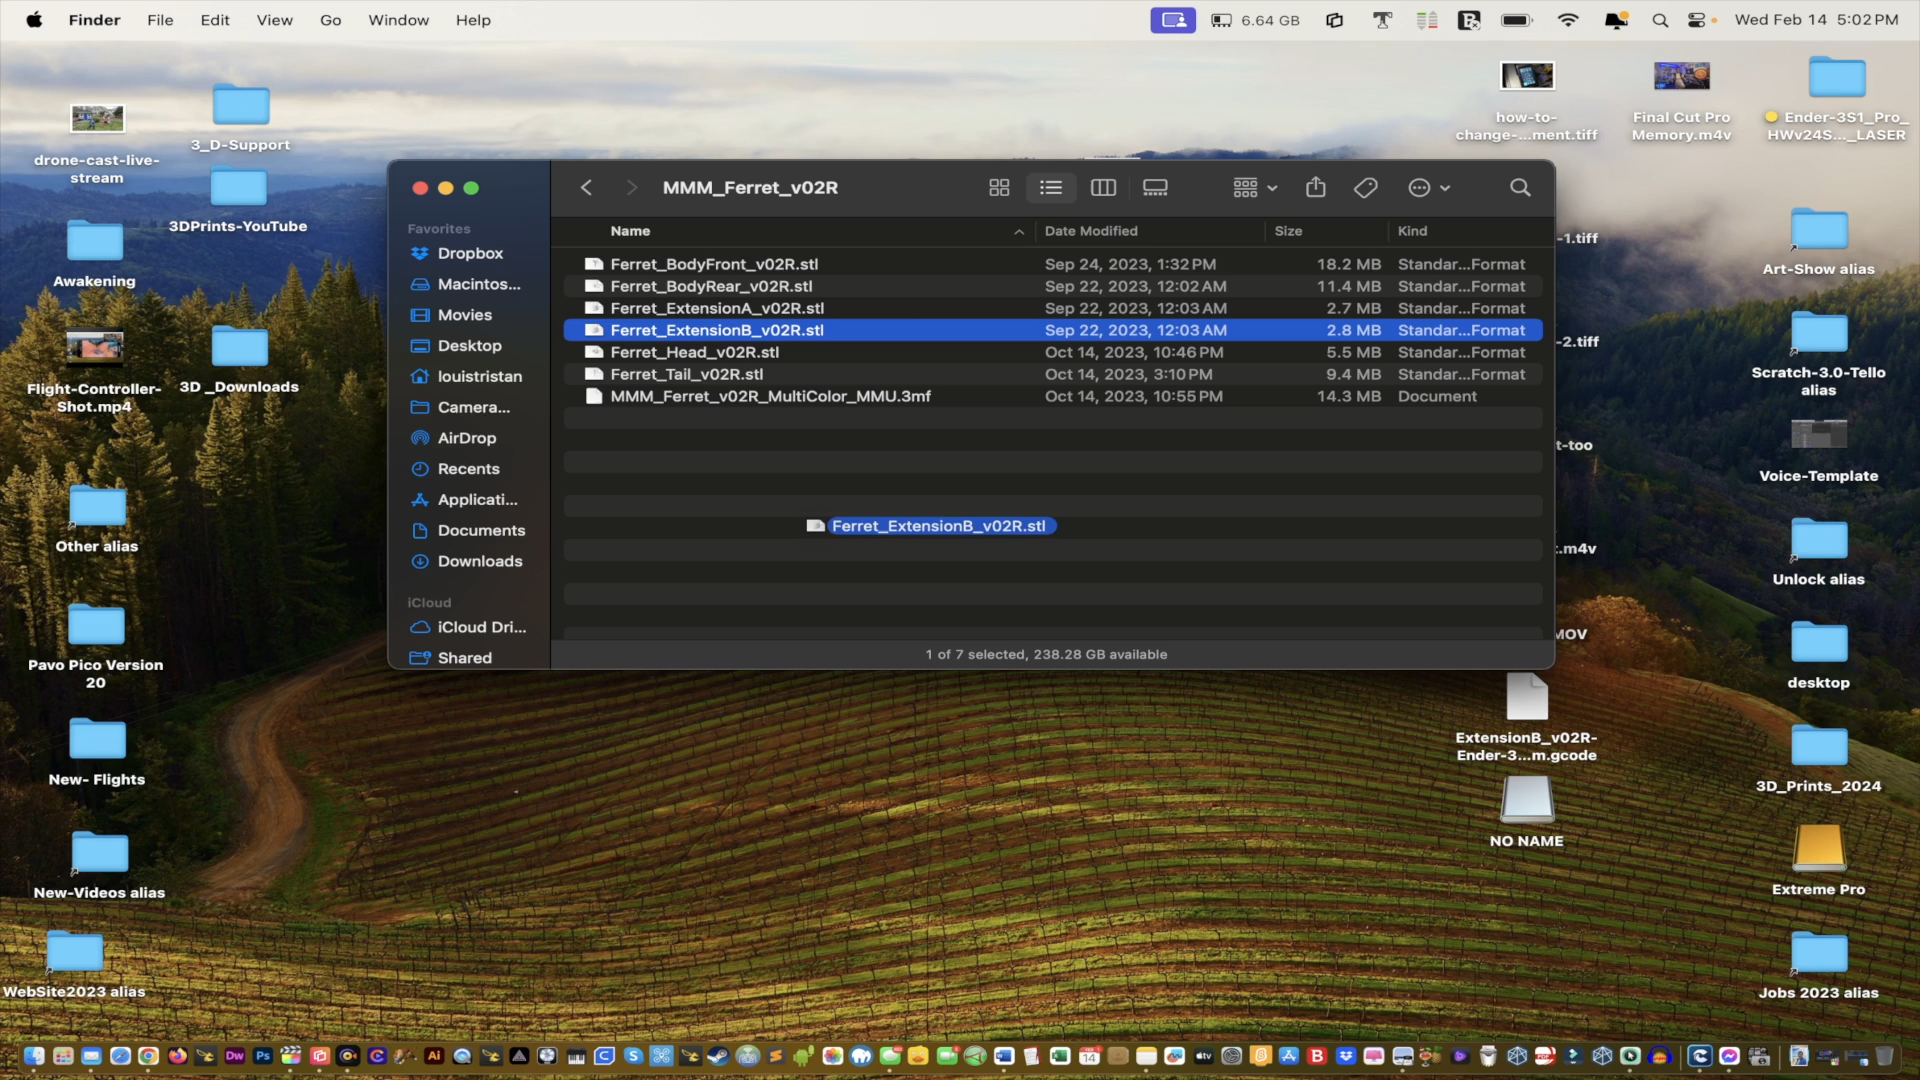 Finder File Edit View Go Window Help
6.64 GB
Wed Feb 14 5:02 PM
drone-cast-live-
stream
3_D-Support
3DPrints-YouTube
Awakening
Flight-Controller-
Shot.mp4
3D _Downloads
Other alias
Pavo Pico Version
20
New- Flights
New-Videos alias
WebSite2023 alias
MMM_Ferret_v02R
Favorites
Dropbox
Macintos...
Movies
Desktop
louistristan
Camera...
AirDrop
Recents
Applicati...
Documents
Downloads
iCloud
iCloud Dri...
Shared
Name Date Modified Size Kind
Ferret_BodyFront_v02R.stl Sep 24, 2023, 1:32 PM 18.2 MB Standar...Format
Ferret_BodyRear_v02R.stl Sep 22, 2023, 12:02 AM 11.4 MB Standar...Format
Ferret_ExtensionA_v02R.stl Sep 22, 2023, 12:03 AM 2.7 MB Standar...Format
Ferret_ExtensionB_v02R.stl Sep 22, 2023, 12:03 AM 2.8 MB Standar...Format
Ferret_Head_v02R.stl Oct 14, 2023, 10:46 PM 5.5 MB Standar...Format
Ferret_Tail_v02R.stl Oct 14, 2023, 3:10 PM 9.4 MB Standar...Format
MMM_Ferret_v02R_MultiColor_MMU.3mf Oct 14, 2023, 10:55 PM 14.3 MB Document
Ferret_ExtensionB_v02R.stl
1 of 7 selected, 238.28 GB available
how-to-
change-...ment.tiff
Final Cut Pro
Memory.m4v
Ender-3S1_Pro_
HWv24S..._LASER
-1.tiff
Art-Show alias
-2.tiff
Scratch-3.0-Tello
alias
t-too
Voice-Template
t.m4v
Unlock alias
MOV
desktop
ExtensionB_v02R-
Ender-3...m.gcode
3D_Prints_2024
NO NAME
Extreme Pro
Jobs 2023 alias
Dw Ps Ai 14